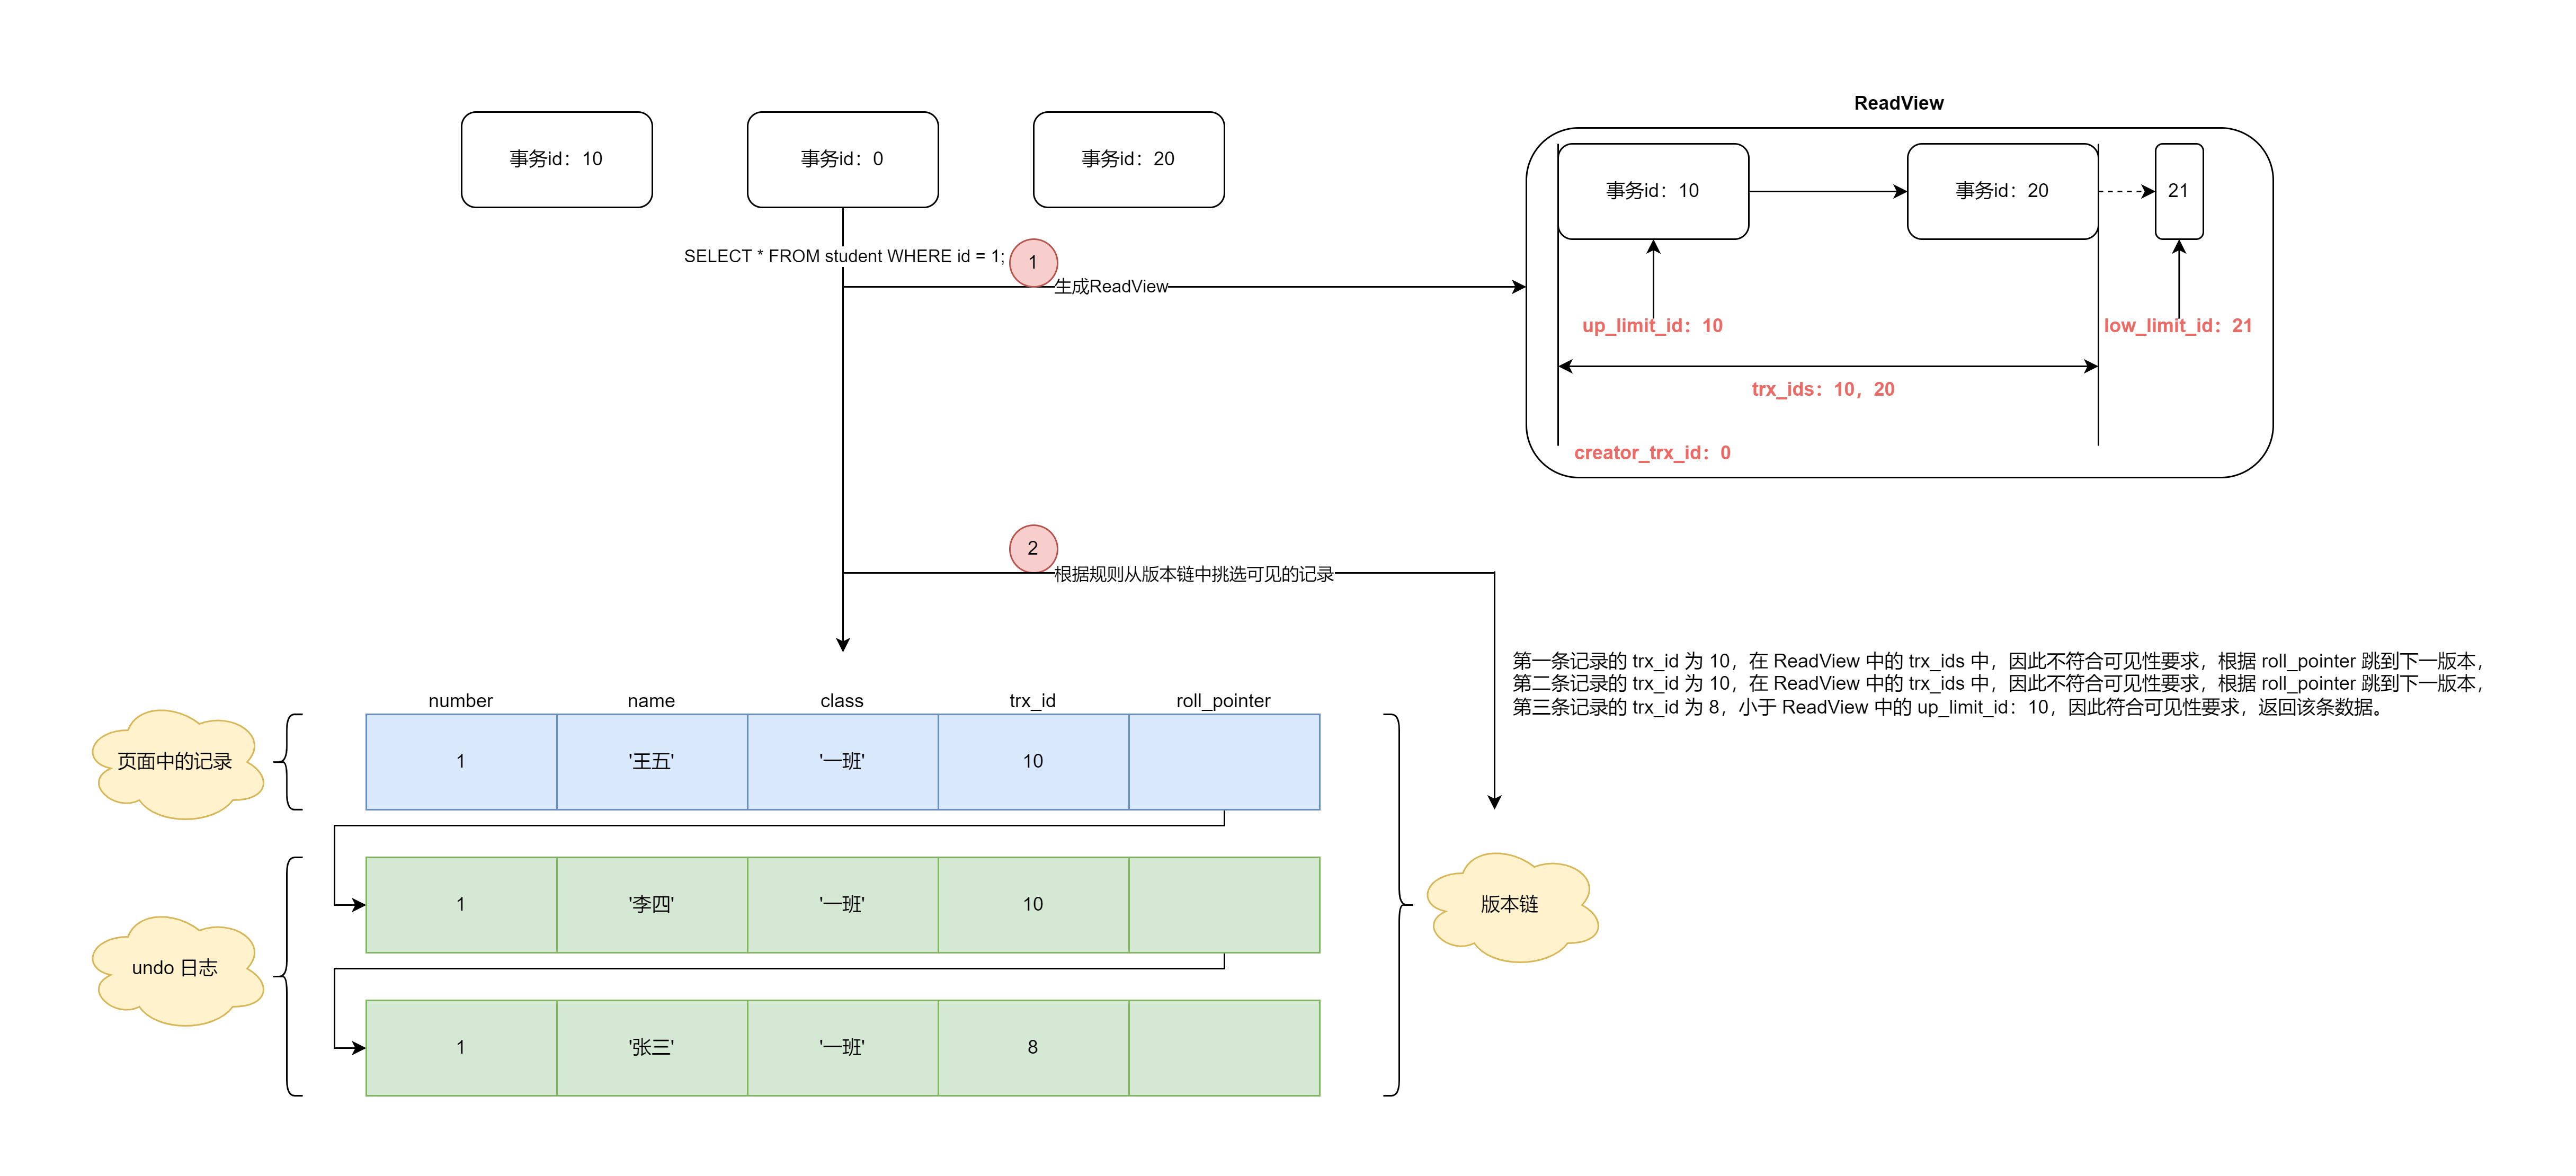 ReadView
事务id：10
事务id：0
事务id：20
事务id：10
事务id：20
21
SELECT * FROM student WHERE id = 1;
1
生成ReadView
up_limit_id：10
low_limit_id：21
trx_ids：10，20
creator_trx_id：0
2
根据规则从版本链中挑选可见的记录
第一条记录的 trx_id 为 10，在 ReadView 中的 trx_ids 中，因此不符合可见性要求，根据 roll_pointer 跳到下一版本，
第二条记录的 trx_id 为 10，在 ReadView 中的 trx_ids 中，因此不符合可见性要求，根据 roll_pointer 跳到下一版本，
第三条记录的 trx_id 为 8，小于 ReadView 中的 up_limit_id：10，因此符合可见性要求，返回该条数据。
number name class trx_id roll_pointer
页面中的记录
1 '王五' '一班' 10
1 '李四' '一班' 10
版本链
undo 日志
1 '张三' '一班' 8